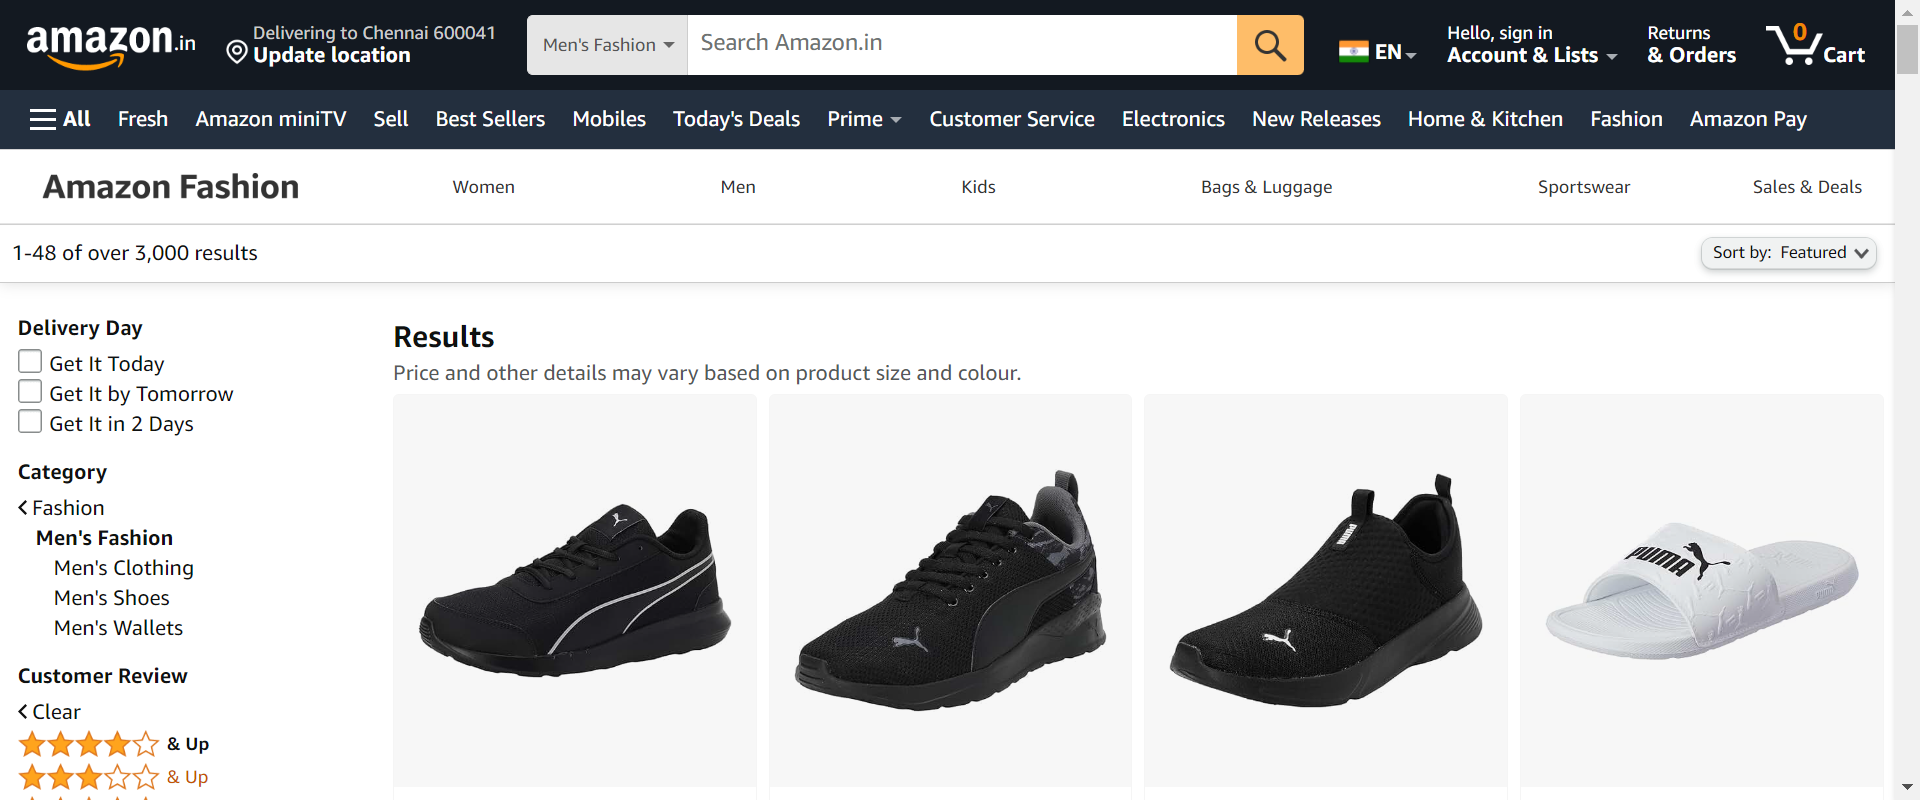 amazon.in
Delivering to Chennai 600041
Update location
Men's Fashion
Search Amazon.in
EN
Hello, sign in
Account & Lists
Returns
& Orders
0
Cart
All
Fresh
Amazon miniTV
Sell
Best Sellers
Mobiles
Today's Deals
Prime
Customer Service
Electronics
New Releases
Home & Kitchen
Fashion
Amazon Pay
Amazon Fashion
Women
Men
Kids
Bags & Luggage
Sportswear
Sales & Deals
1-48 of over 3,000 results
Sort by: Featured
Delivery Day
Get It Today
Get It by Tomorrow
Get It in 2 Days
Category
Fashion
Men's Fashion
Men's Clothing
Men's Shoes
Men's Wallets
Customer Review
Clear
& Up
& Up
Results
Price and other details may vary based on product size and colour.
PUMA
PUMA